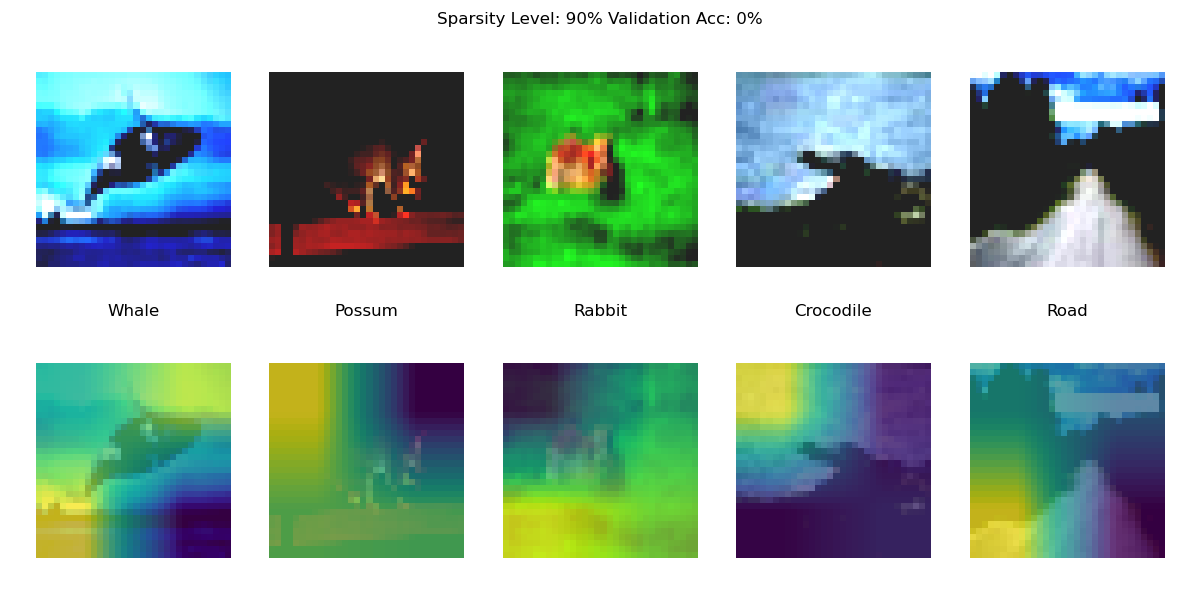 Sparsity Level: 90% Validation Acc: 0%
Whale
Possum
Rabbit
Crocodile
Road